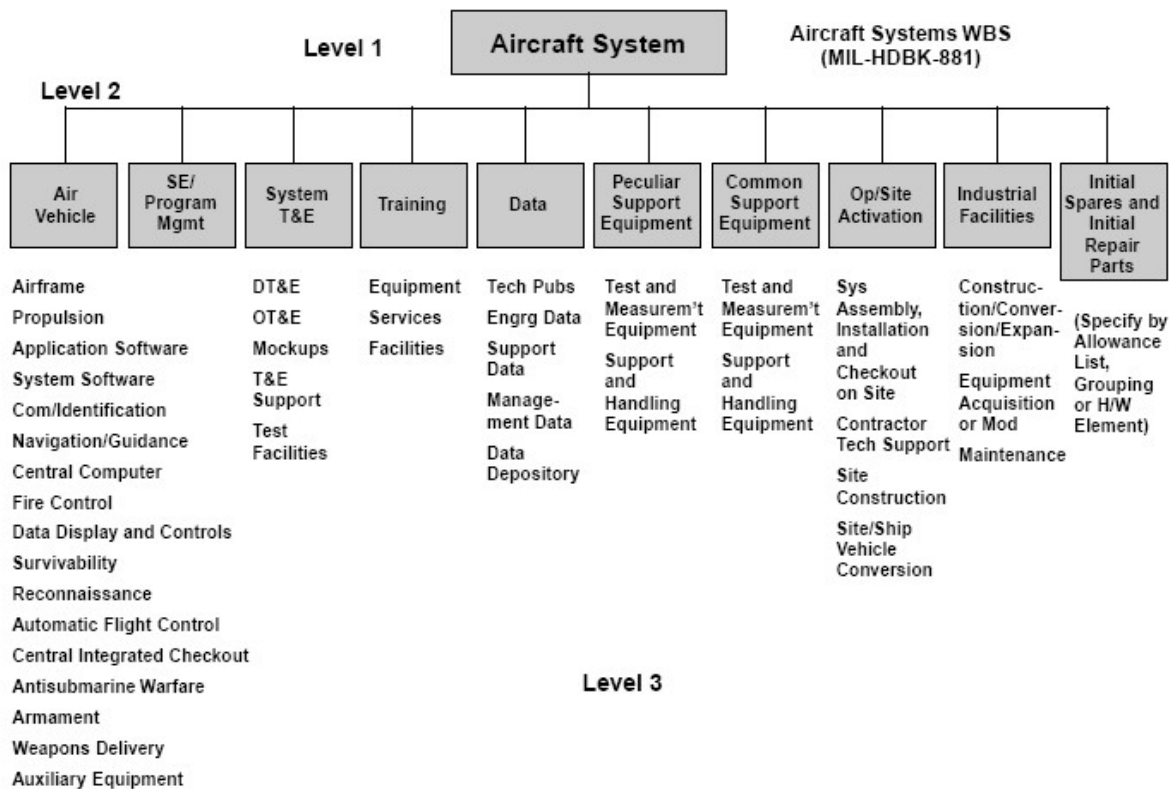 Level 1
Aircraft System
Aircraft Systems WBS
(MIL-HDBK-881)
Level 2
Air
Vehicle
SE/
Program
Mgmt
System
T&E
Training
Data
Peculiar
Support
Equipment
Common
Support
Equipment
Op/Site
Activation
Industrial
Facilities
Initial
Spares and
Initial
Repair
Parts
Airframe
Propulsion
Application Software
System Software
Com/Identification
Navigation/Guidance
Central Computer
Fire Control
Data Display and Controls
Survivability
Reconnaissance
Automatic Flight Control
Central Integrated Checkout
Antisubmarine Warfare
Armament
Weapons Delivery
Auxiliary Equipment
DT&E
OT&E
Mockups
T&E
Support
Test
Facilities
Equipment
Services
Facilities
Tech Pubs
Engrg Data
Support
Data
Manage-
ment Data
Data
Depository
Test and
Measurem't
Equipment
Support
and
Handling
Equipment
Test and
Measurem't
Equipment
Support
and
Handling
Equipment
Sys
Assembly,
Installation
and
Checkout
on Site
Contractor
Tech Support
Site
Construction
Site/Ship
Vehicle
Conversion
Construc-
tion/Conver-
sion/Expan-
sion
Equipment
Acquisition
or Mod
Maintenance
(Specify by
Allowance
List,
Grouping
or H/W
Element)
Level 3